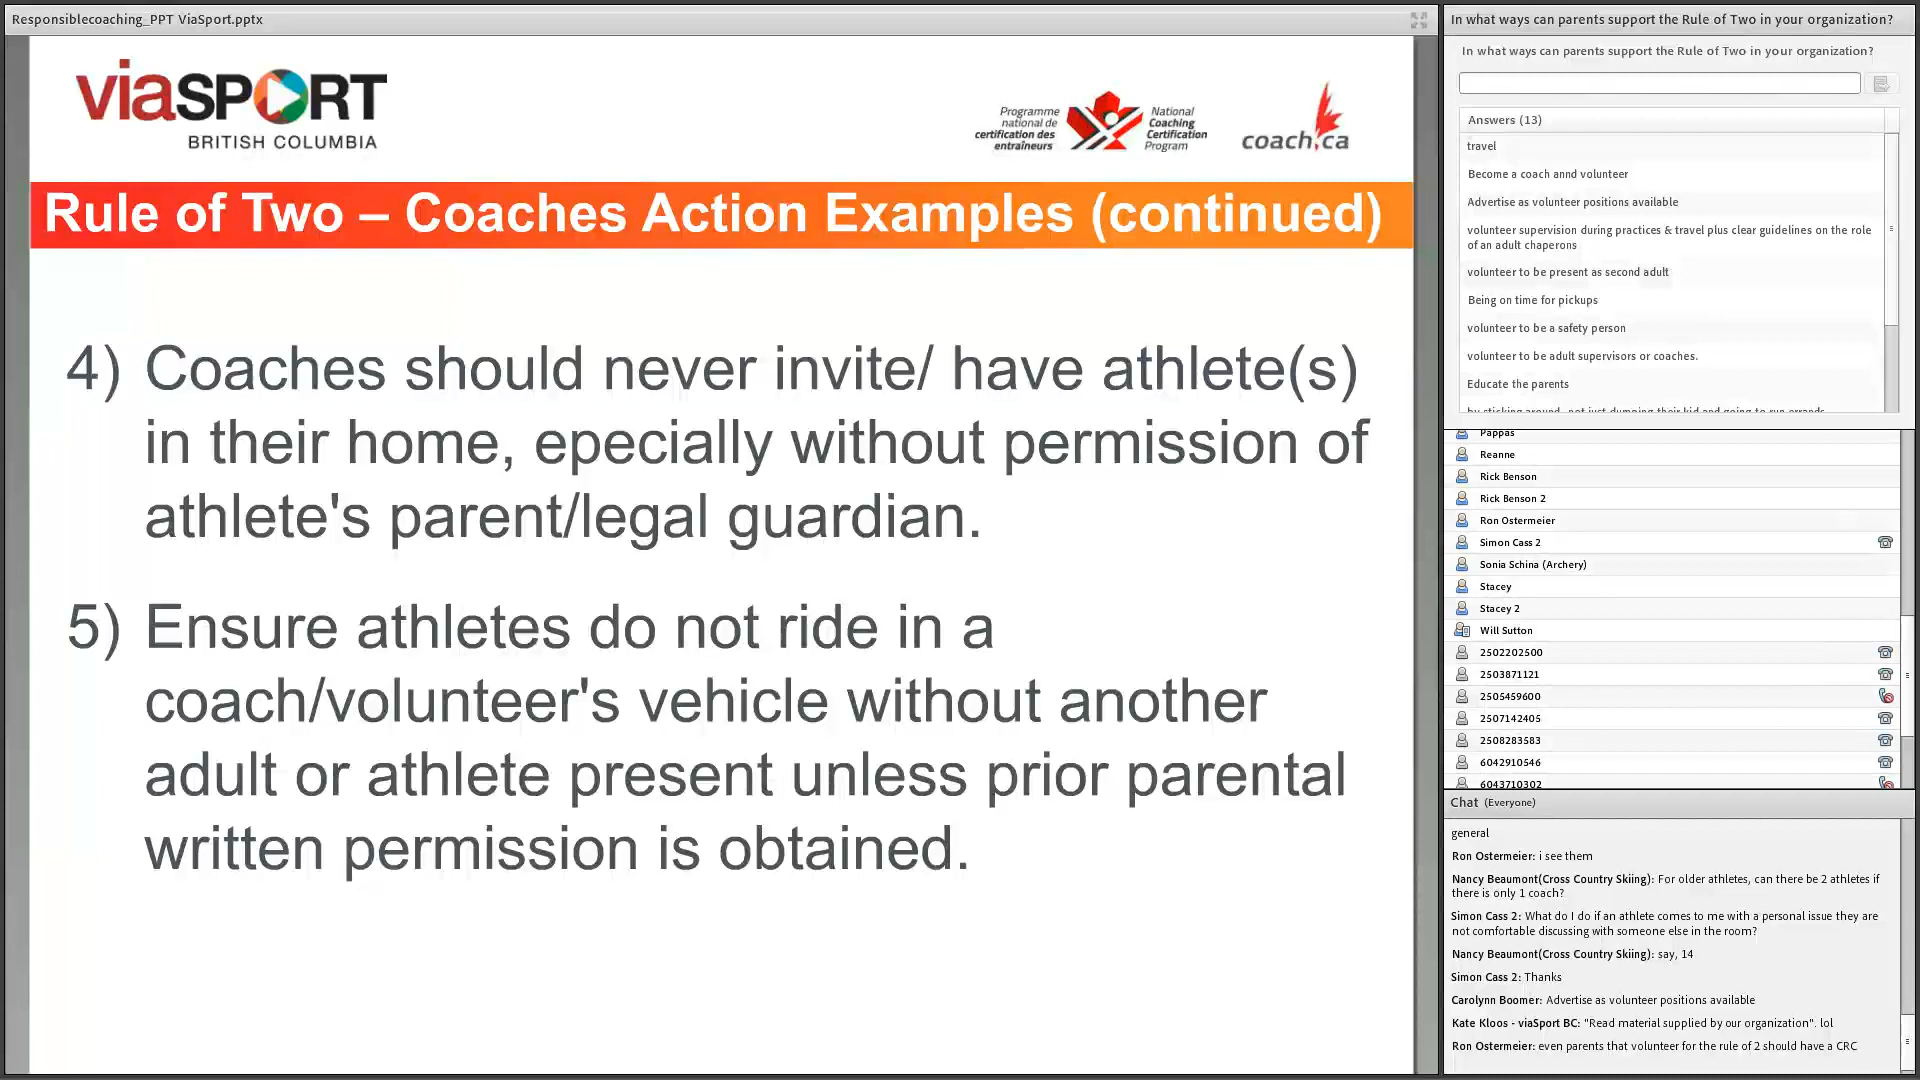 Responsiblecoaching_PPT ViaSport.pptx
viaSPORT
BRITISH COLUMBIA
Programme
national de
certification des
entraîneurs
National
Coaching
Certification
Program
coach.ca
Rule of Two – Coaches Action Examples (continued)
4) Coaches should never invite/ have athlete(s)
in their home, epecially without permission of
athlete's parent/legal guardian.
5) Ensure athletes do not ride in a
coach/volunteer's vehicle without another
adult or athlete present unless prior parental
written permission is obtained.
In what ways can parents support the Rule of Two in your organization?
In what ways can parents support the Rule of Two in your organization?
Answers (13)
travel
Become a coach annd volunteer
Advertise as volunteer positions available
volunteer supervision during practices & travel plus clear guidelines on the role
of an adult chaperons
volunteer to be present as second adult
Being on time for pickups
volunteer to be a safety person
volunteer to be adult supervisors or coaches.
Educate the parents
by sticking around, not just dumping their kid and going to run errands
Pappas
Reanne
Rick Benson
Rick Benson 2
Ron Ostermeier
Simon Cass 2
Sonia Schina (Archery)
Stacey
Stacey 2
Will Sutton
2502202500
2503871121
2505459600
2507142405
2508283583
6042910546
6043710302
Chat (Everyone)
general
Ron Ostermeier: i see them
Nancy Beaumont(Cross Country Skiing): For older athletes, can there be 2 athletes if
there is only 1 coach?
Simon Cass 2: What do I do if an athlete comes to me with a personal issue they are
not comfortable discussing with someone else in the room?
Nancy Beaumont(Cross Country Skiing): say, 14
Simon Cass 2: Thanks
Carolynn Boomer: Advertise as volunteer positions available
Kate Kloos - viaSport BC: "Read material supplied by our organization". lol
Ron Ostermeier: even parents that volunteer for the rule of 2 should have a CRC